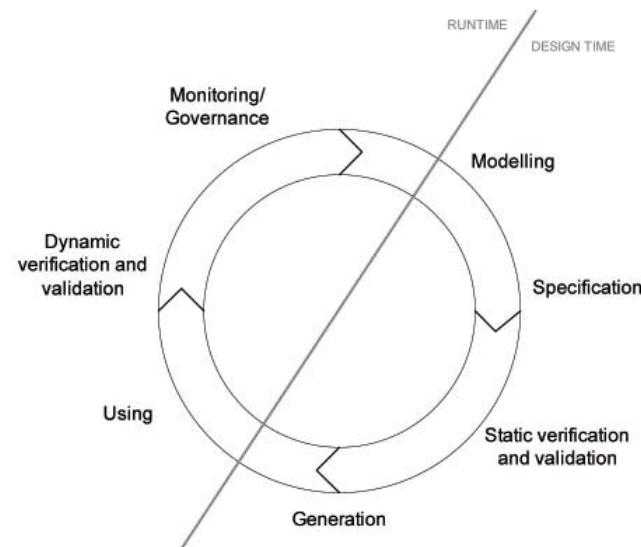 RUNTIME
DESIGN TIME
Monitoring/
Governance
Modelling
Dynamic
verification and
validation
Specification
Using
Static verification
and validation
Generation